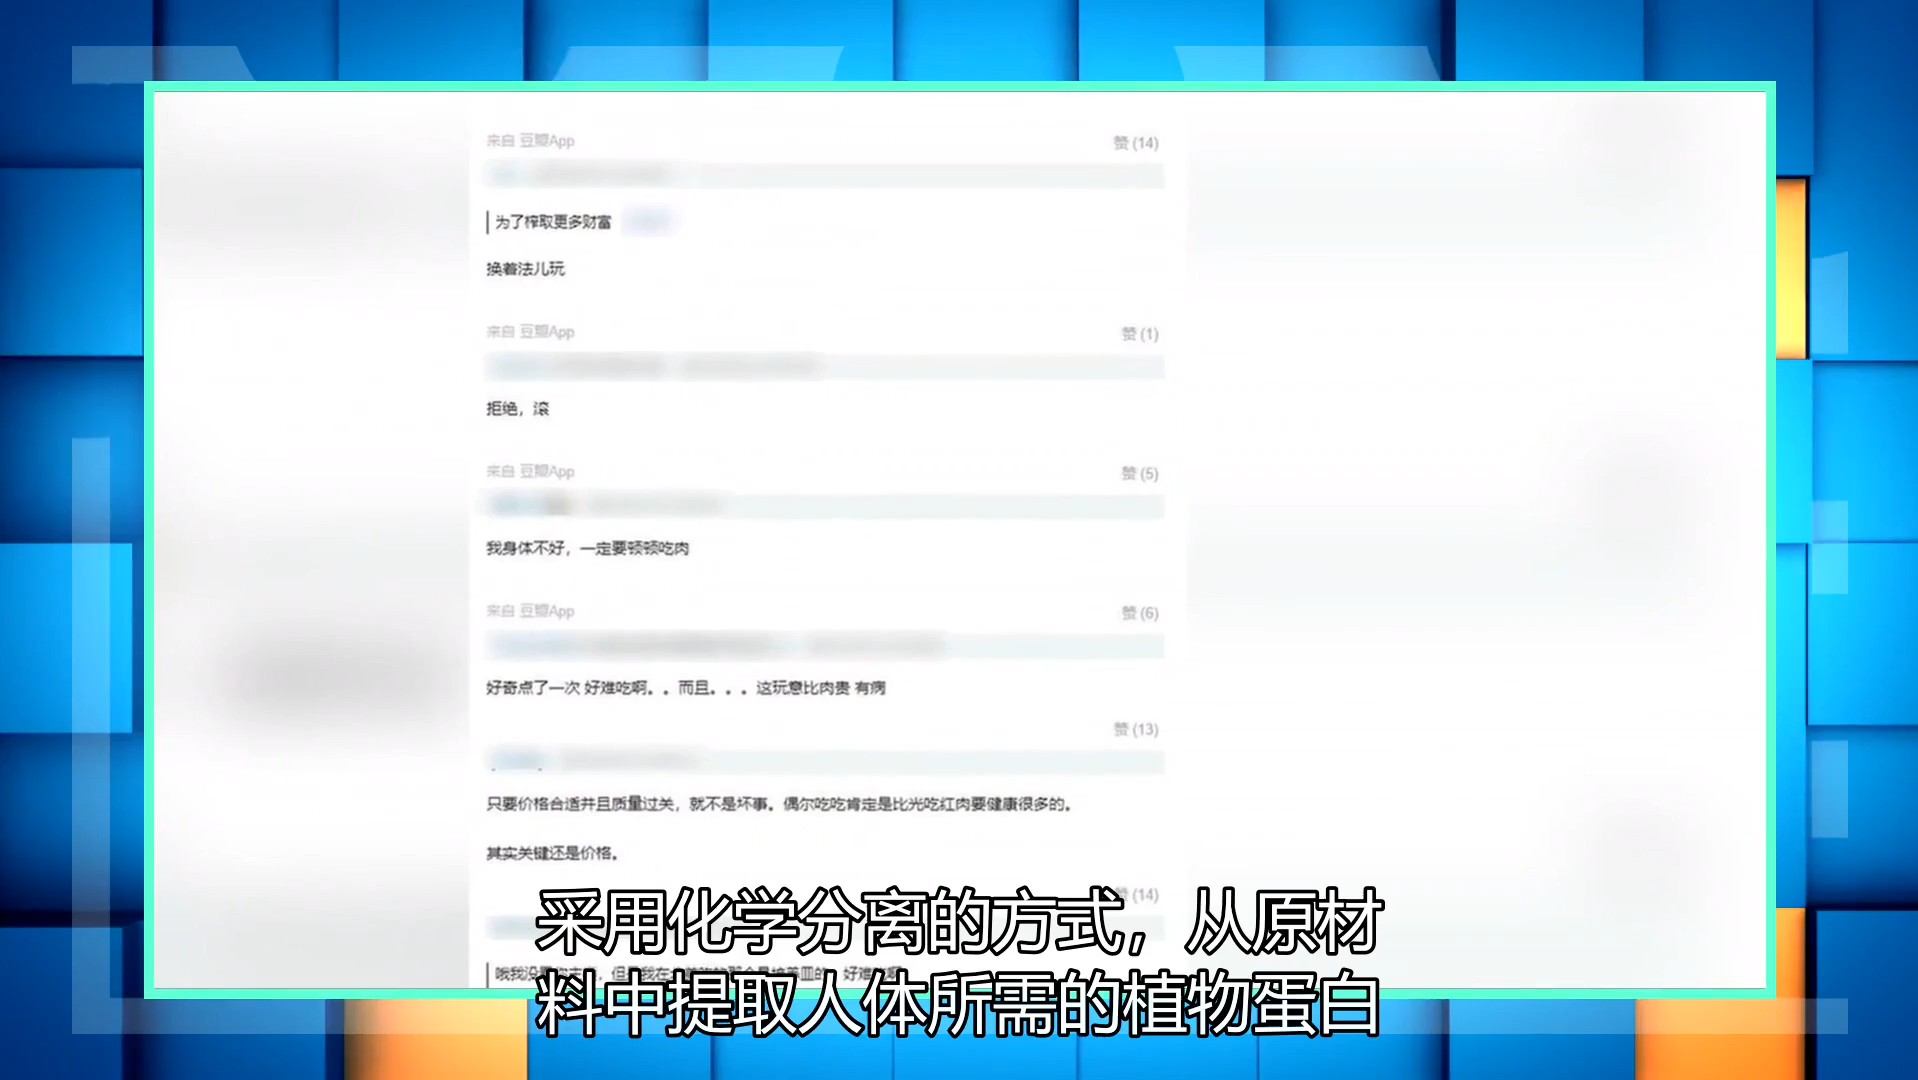 来自 豆瓣App
赞 (14)
为了榨取更多财富
换着法儿玩
来自 豆瓣App
赞 (1)
拒绝，滚
来自 豆瓣App
赞 (5)
我身体不好，一定要顿顿吃肉
来自 豆瓣App
赞 (6)
好奇点了一次 好难吃啊。。而且。。。这玩意比肉贵 有病
赞 (13)
只要价格合适并且质量过关，就不是坏事。偶尔吃吃肯定是比光吃红肉要健康很多的。
其实关键还是价格。
赞 (14)
采用化学分离的方式，从原材
料中提取人体所需的植物蛋白